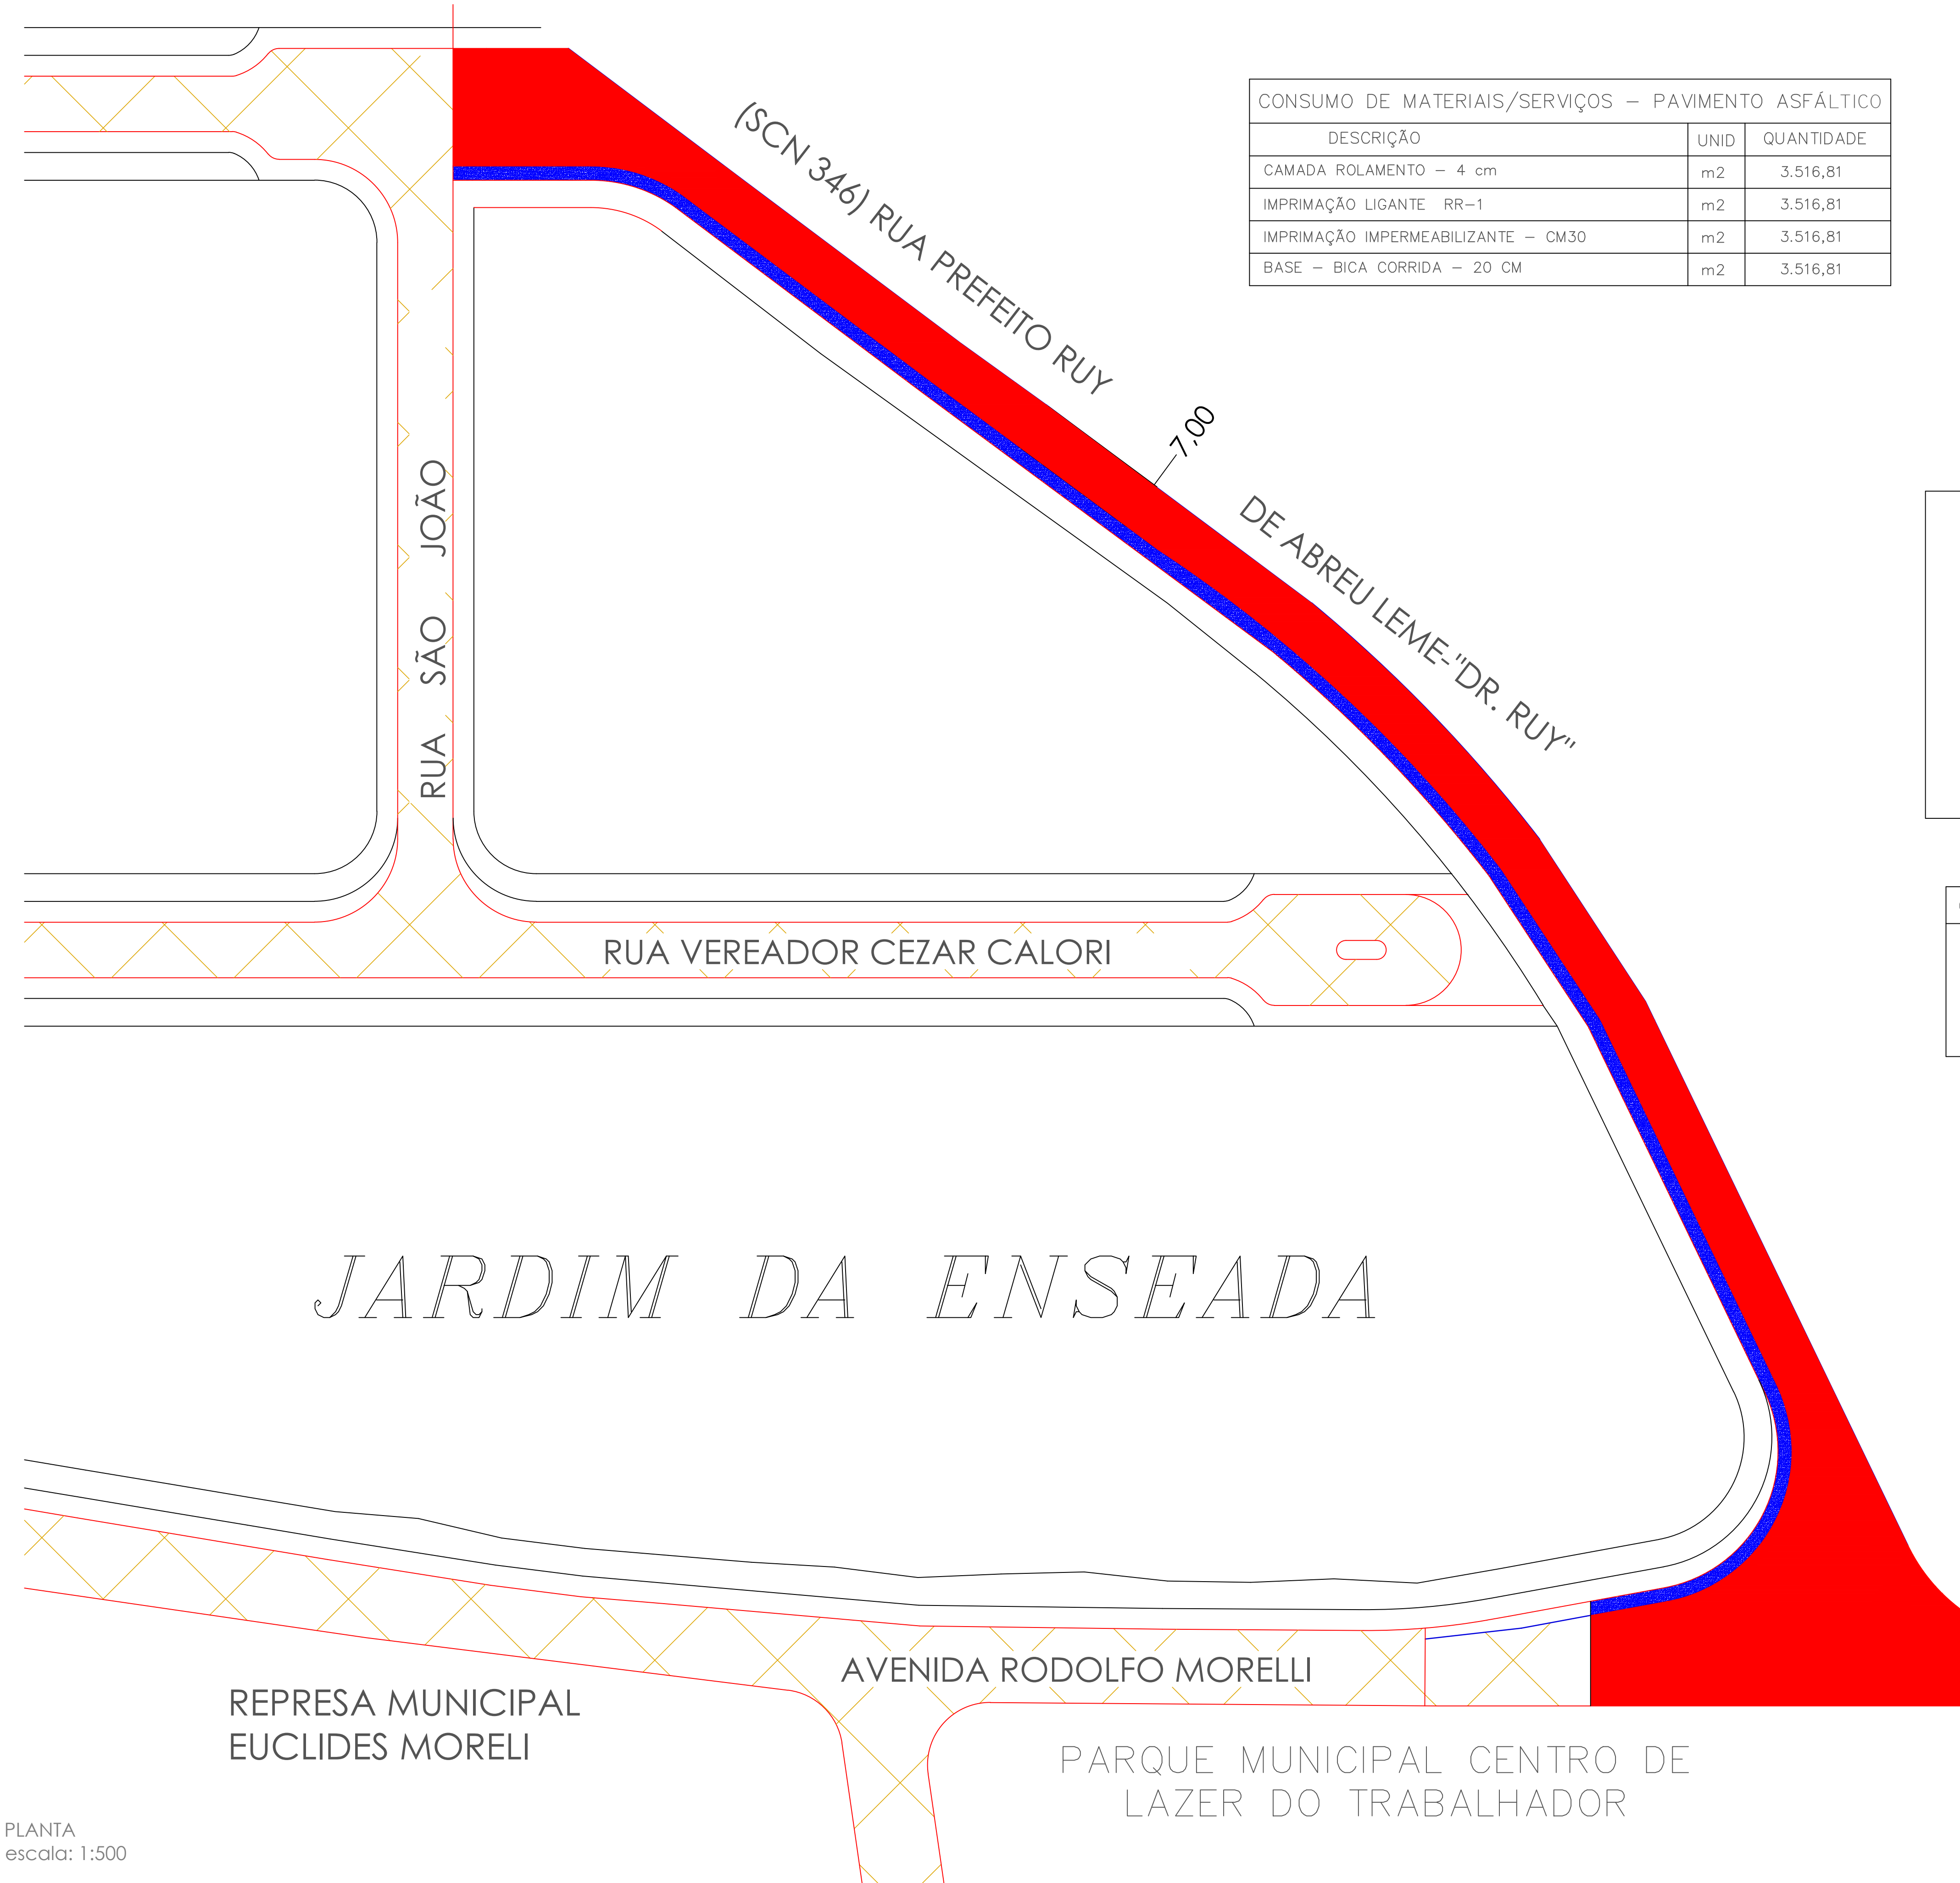 CONSUMO DE MATERIAIS/SERVIÇOS – PAVIMENTO ASFÁLTICO
DESCRIÇÃO UNID QUANTIDADE
CAMADA ROLAMENTO – 4 cm m2 3.516,81
IMPRIMAÇÃO LIGANTE RR–1 m2 3.516,81
IMPRIMAÇÃO IMPERMEABILIZANTE – CM30 m2 3.516,81
BASE – BICA CORRIDA – 20 CM m2 3.516,81
(SCN 346) RUA PREFEITO RUY
7,00
DE ABREU LEME-"DR. RUY"
RUA SÃO JOÃO
RUA VEREADOR CEZAR CALORI
JARDIM DA ENSEADA
AVENIDA RODOLFO MORELLI
REPRESA MUNICIPAL
EUCLIDES MORELI
PARQUE MUNICIPAL CENTRO DE
LAZER DO TRABALHADOR
PLANTA
escala: 1:500